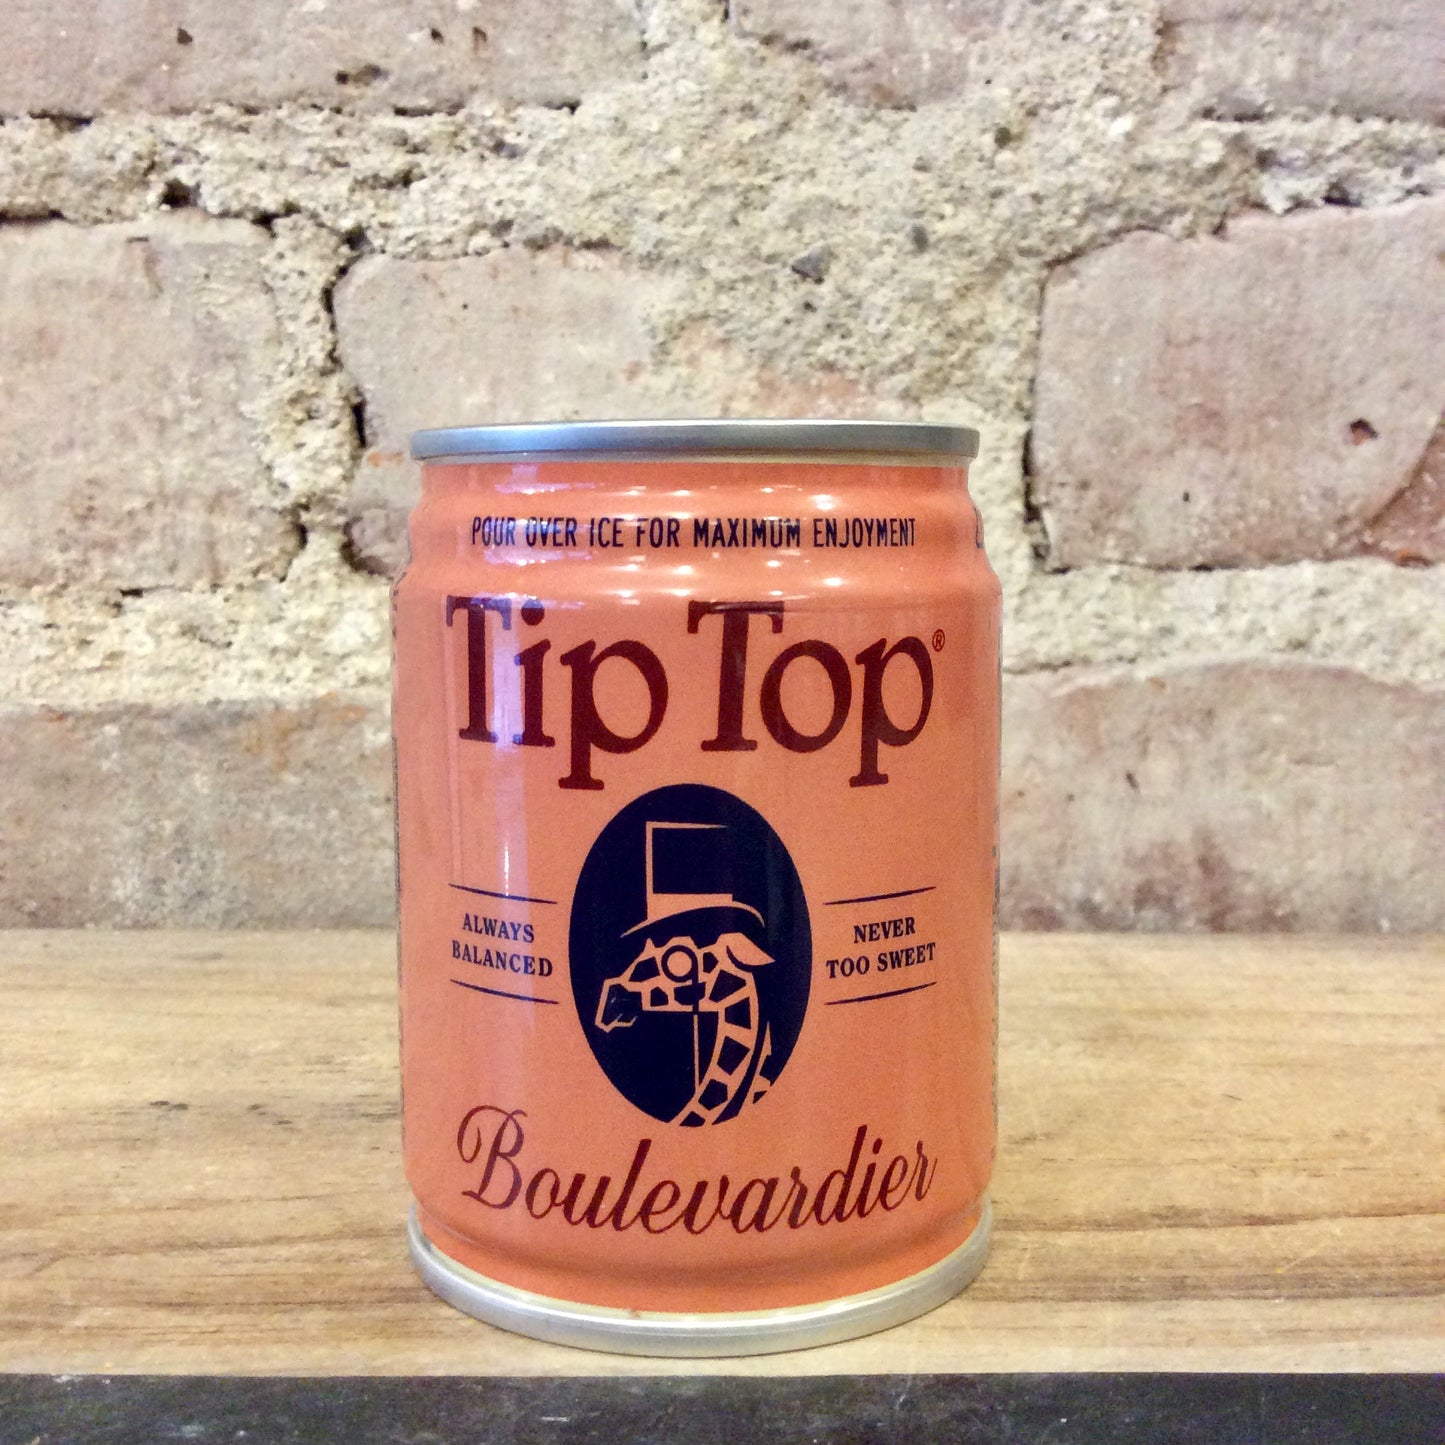 POUR OVER ICE FOR MAXIMUM ENJOYMENT
Tip Top®
ALWAYS
BALANCED
NEVER
TOO SWEET
Boulevardier